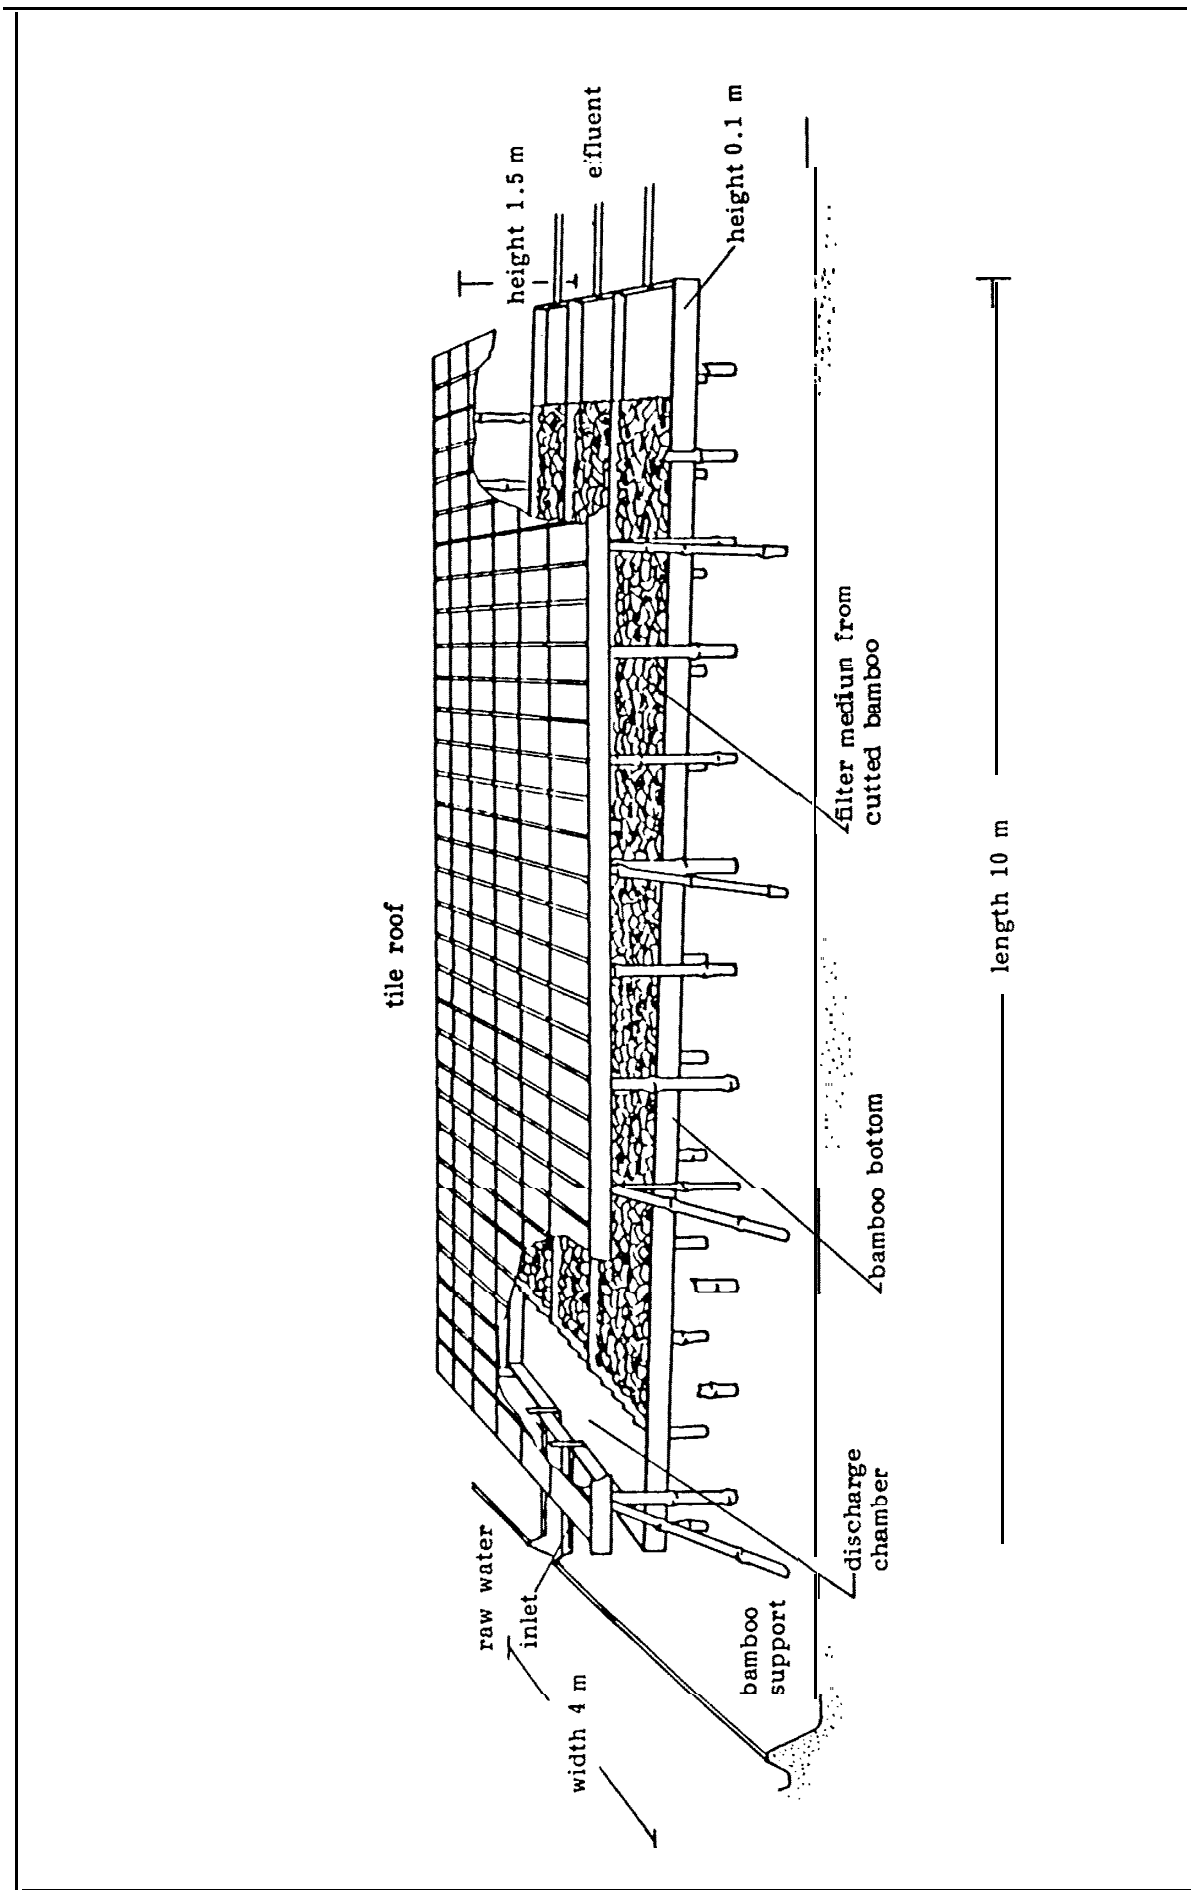 tile roof
raw water
inlet
width 4 m
height 1.5 m
effluent
height 0.1 m
filter medium from
cutted bamboo
bamboo bottom
discharge
chamber
bamboo
support
length 10 m